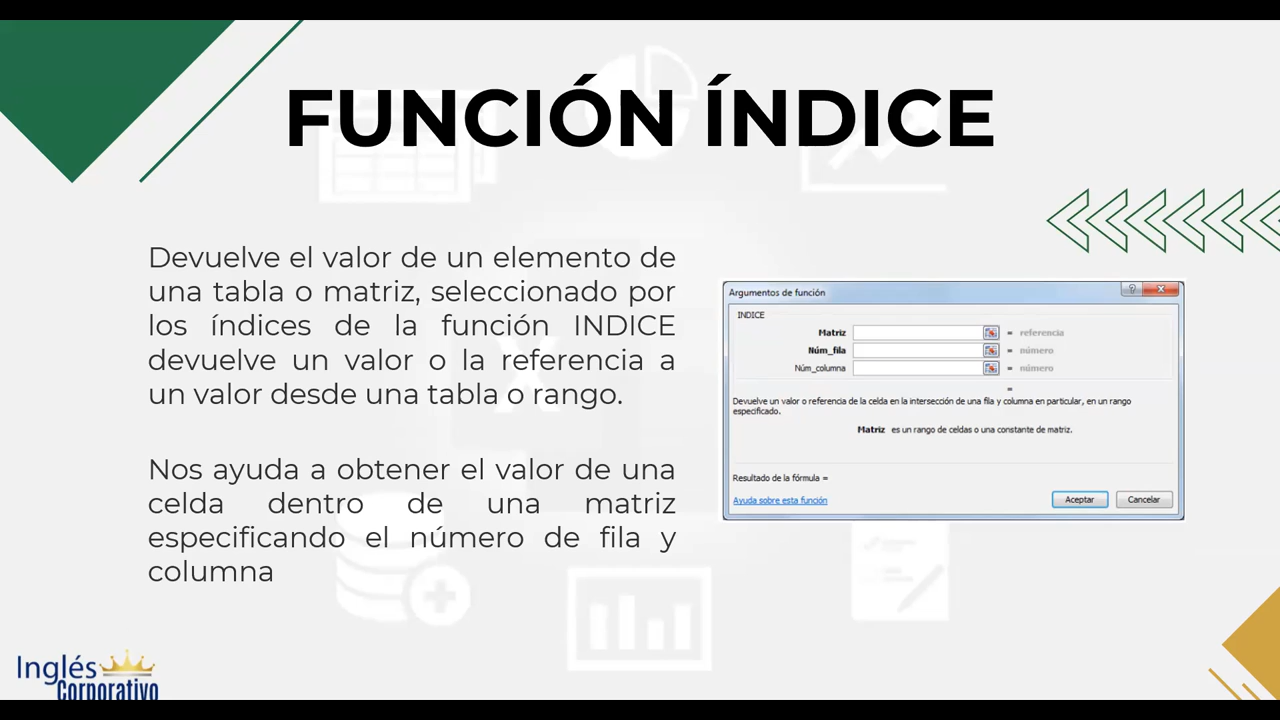 FUNCIÓN ÍNDICE
Devuelve el valor de un elemento de
una tabla o matriz, seleccionado por
los índices de la función INDICE
devuelve un valor o la referencia a
un valor desde una tabla o rango.
Nos ayuda a obtener el valor de una
celda dentro de una matriz
especificando el número de fila y
columna
Argumentos de función
INDICE
Matriz = referencia
Núm_fila = número
Núm_columna = número
=
Devuelve un valor o referencia de la celda en la intersección de una fila y columna en particular, en un rango
especificado.
Matriz es un rango de celdas o una constante de matriz.
Resultado de la fórmula =
Ayuda sobre esta función
Aceptar
Cancelar
Inglés
Corporativo